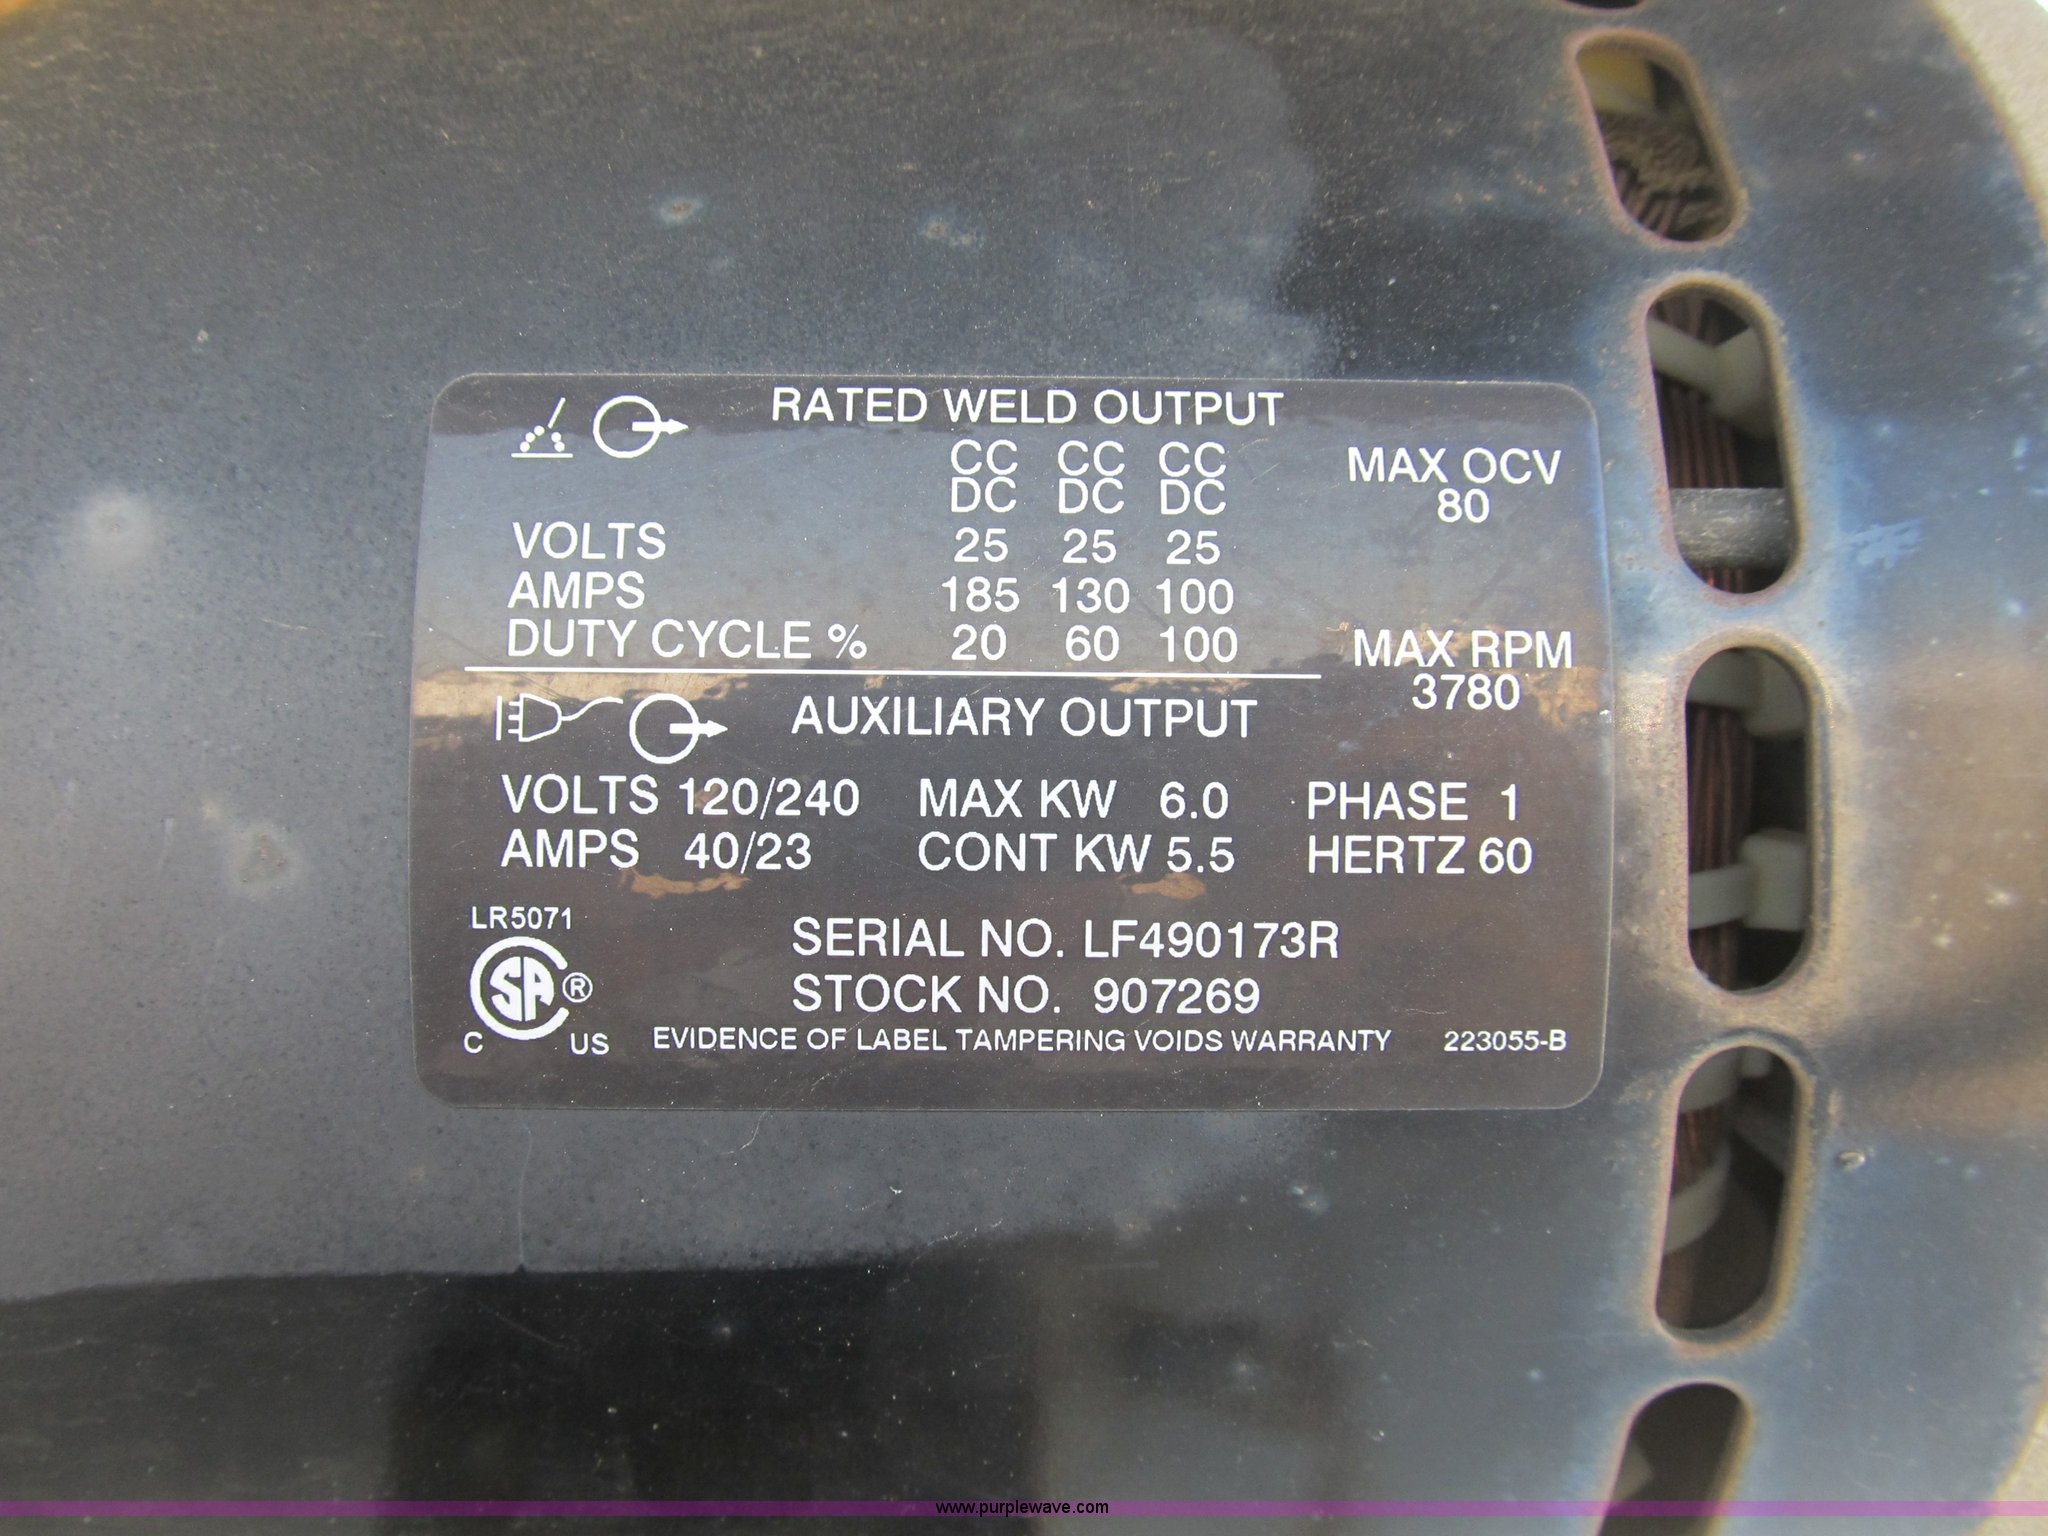 RATED WELD OUTPUT
CC CC CC
DC DC DC
MAX OCV
80
VOLTS 25 25 25
AMPS 185 130 100
DUTY CYCLE % 20 60 100
MAX RPM
3780
AUXILIARY OUTPUT
VOLTS 120/240 MAX KW 6.0 PHASE 1
AMPS 40/23 CONT KW 5.5 HERTZ 60
LR5071
SERIAL NO. LF490173R
SA ®
STOCK NO. 907269
C US
EVIDENCE OF LABEL TAMPERING VOIDS WARRANTY 223055-B
www.purplewave.com